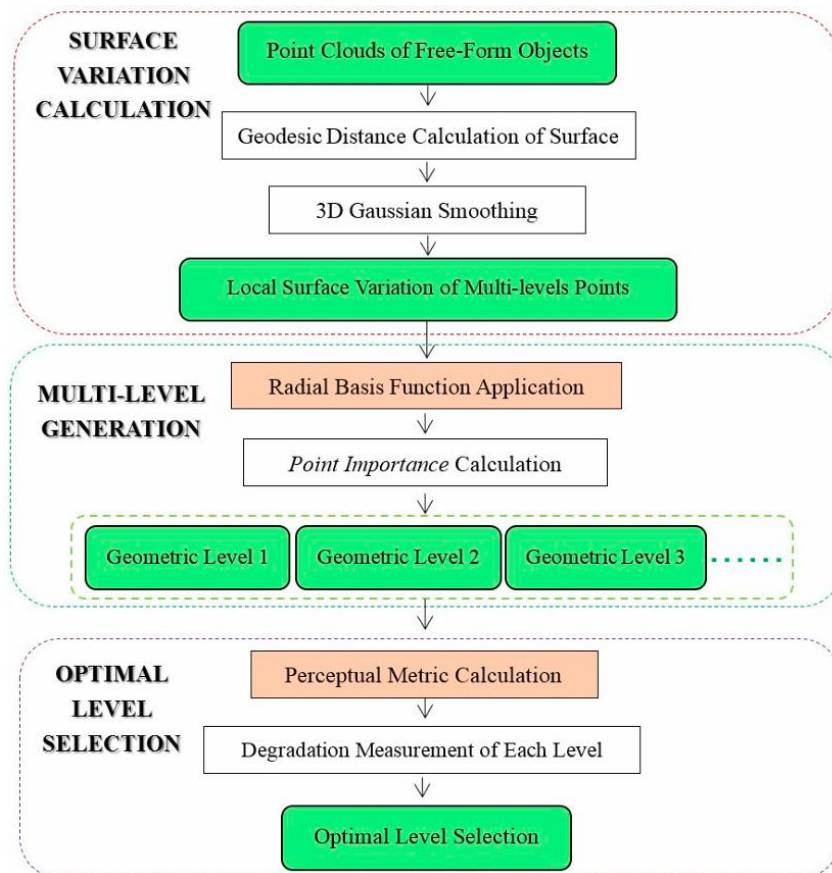 SURFACE
VARIATION
CALCULATION
Point Clouds of Free-Form Objects
Geodesic Distance Calculation of Surface
3D Gaussian Smoothing
Local Surface Variation of Multi-levels Points
MULTI-LEVEL
GENERATION
Radial Basis Function Application
Point Importance Calculation
Geometric Level 1
Geometric Level 2
Geometric Level 3
OPTIMAL
LEVEL
SELECTION
Perceptual Metric Calculation
Degradation Measurement of Each Level
Optimal Level Selection